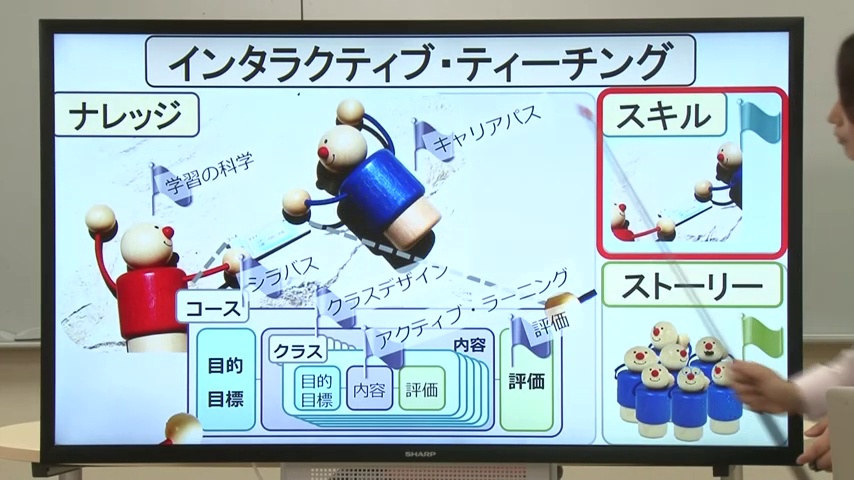 インタラクティブ・ティーチング
ナレッジ
スキル
キャリアパス
学習の科学
シラバス
クラスデザイン
アクティブ・ラーニング
評価
ストーリー
コース
目的
目標
クラス
内容
目的
目標
内容
評価
評価
SHARP